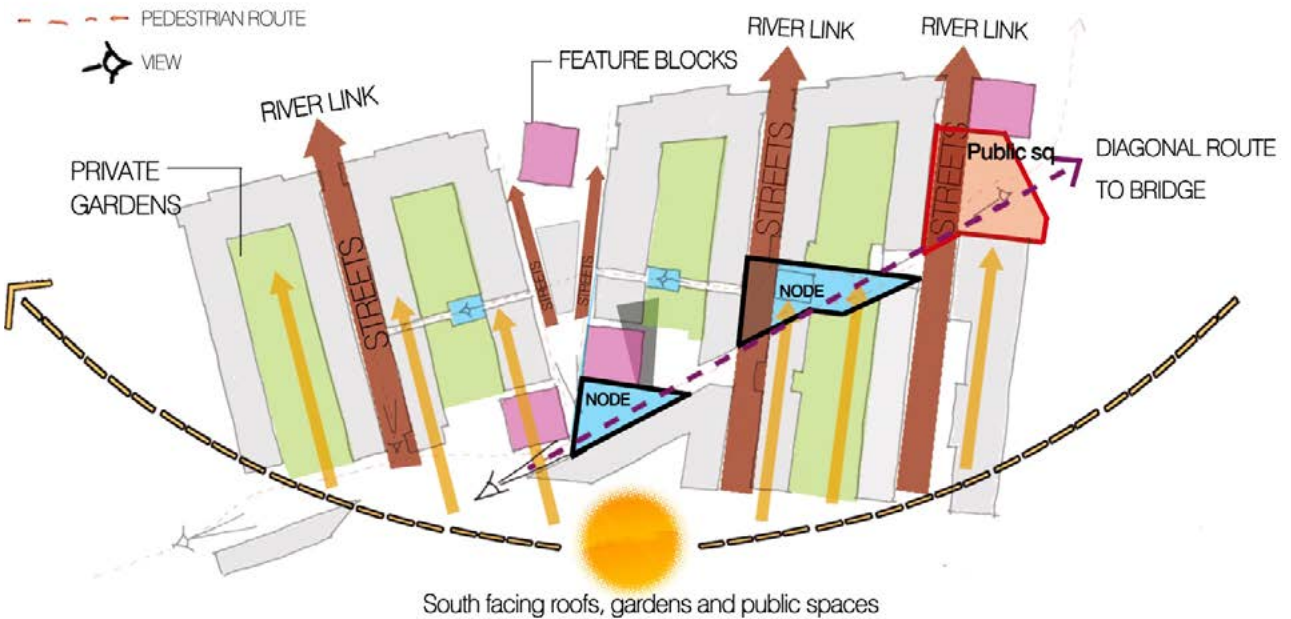 PEDESTRIAN ROUTE
VIEW
RIVER LINK
FEATURE BLOCKS
RIVER LINK
RIVER LINK
PRIVATE
GARDENS
STREETS
STREETS
STREETS
STREETS
STREETS
Public sq
DIAGONAL ROUTE
TO BRIDGE
NODE
NODE
South facing roofs, gardens and public spaces